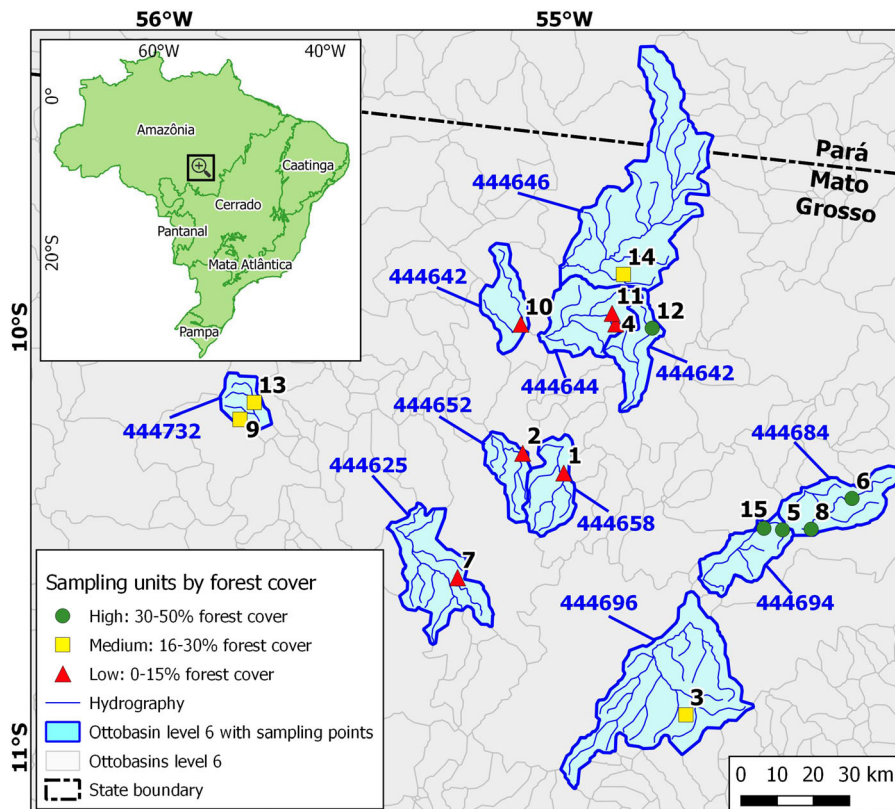 56°W
55°W
60°W
40°W
0°
Amazônia
Caatinga
Cerrado
Pantanal
20°S
Mata Atlântica
Pampa
Pará
Mato
Grosso
444646
14
444642
10
11
12
4
10°S
444644
444642
13
444732
9
444652
2
1
444684
444625
6
15
5
8
444658
7
444694
444696
3
11°S
Sampling units by forest cover
High: 30-50% forest cover
Medium: 16-30% forest cover
Low: 0-15% forest cover
Hydrography
Ottobasin level 6 with sampling points
Ottobasins level 6
State boundary
0 10 20 30 km